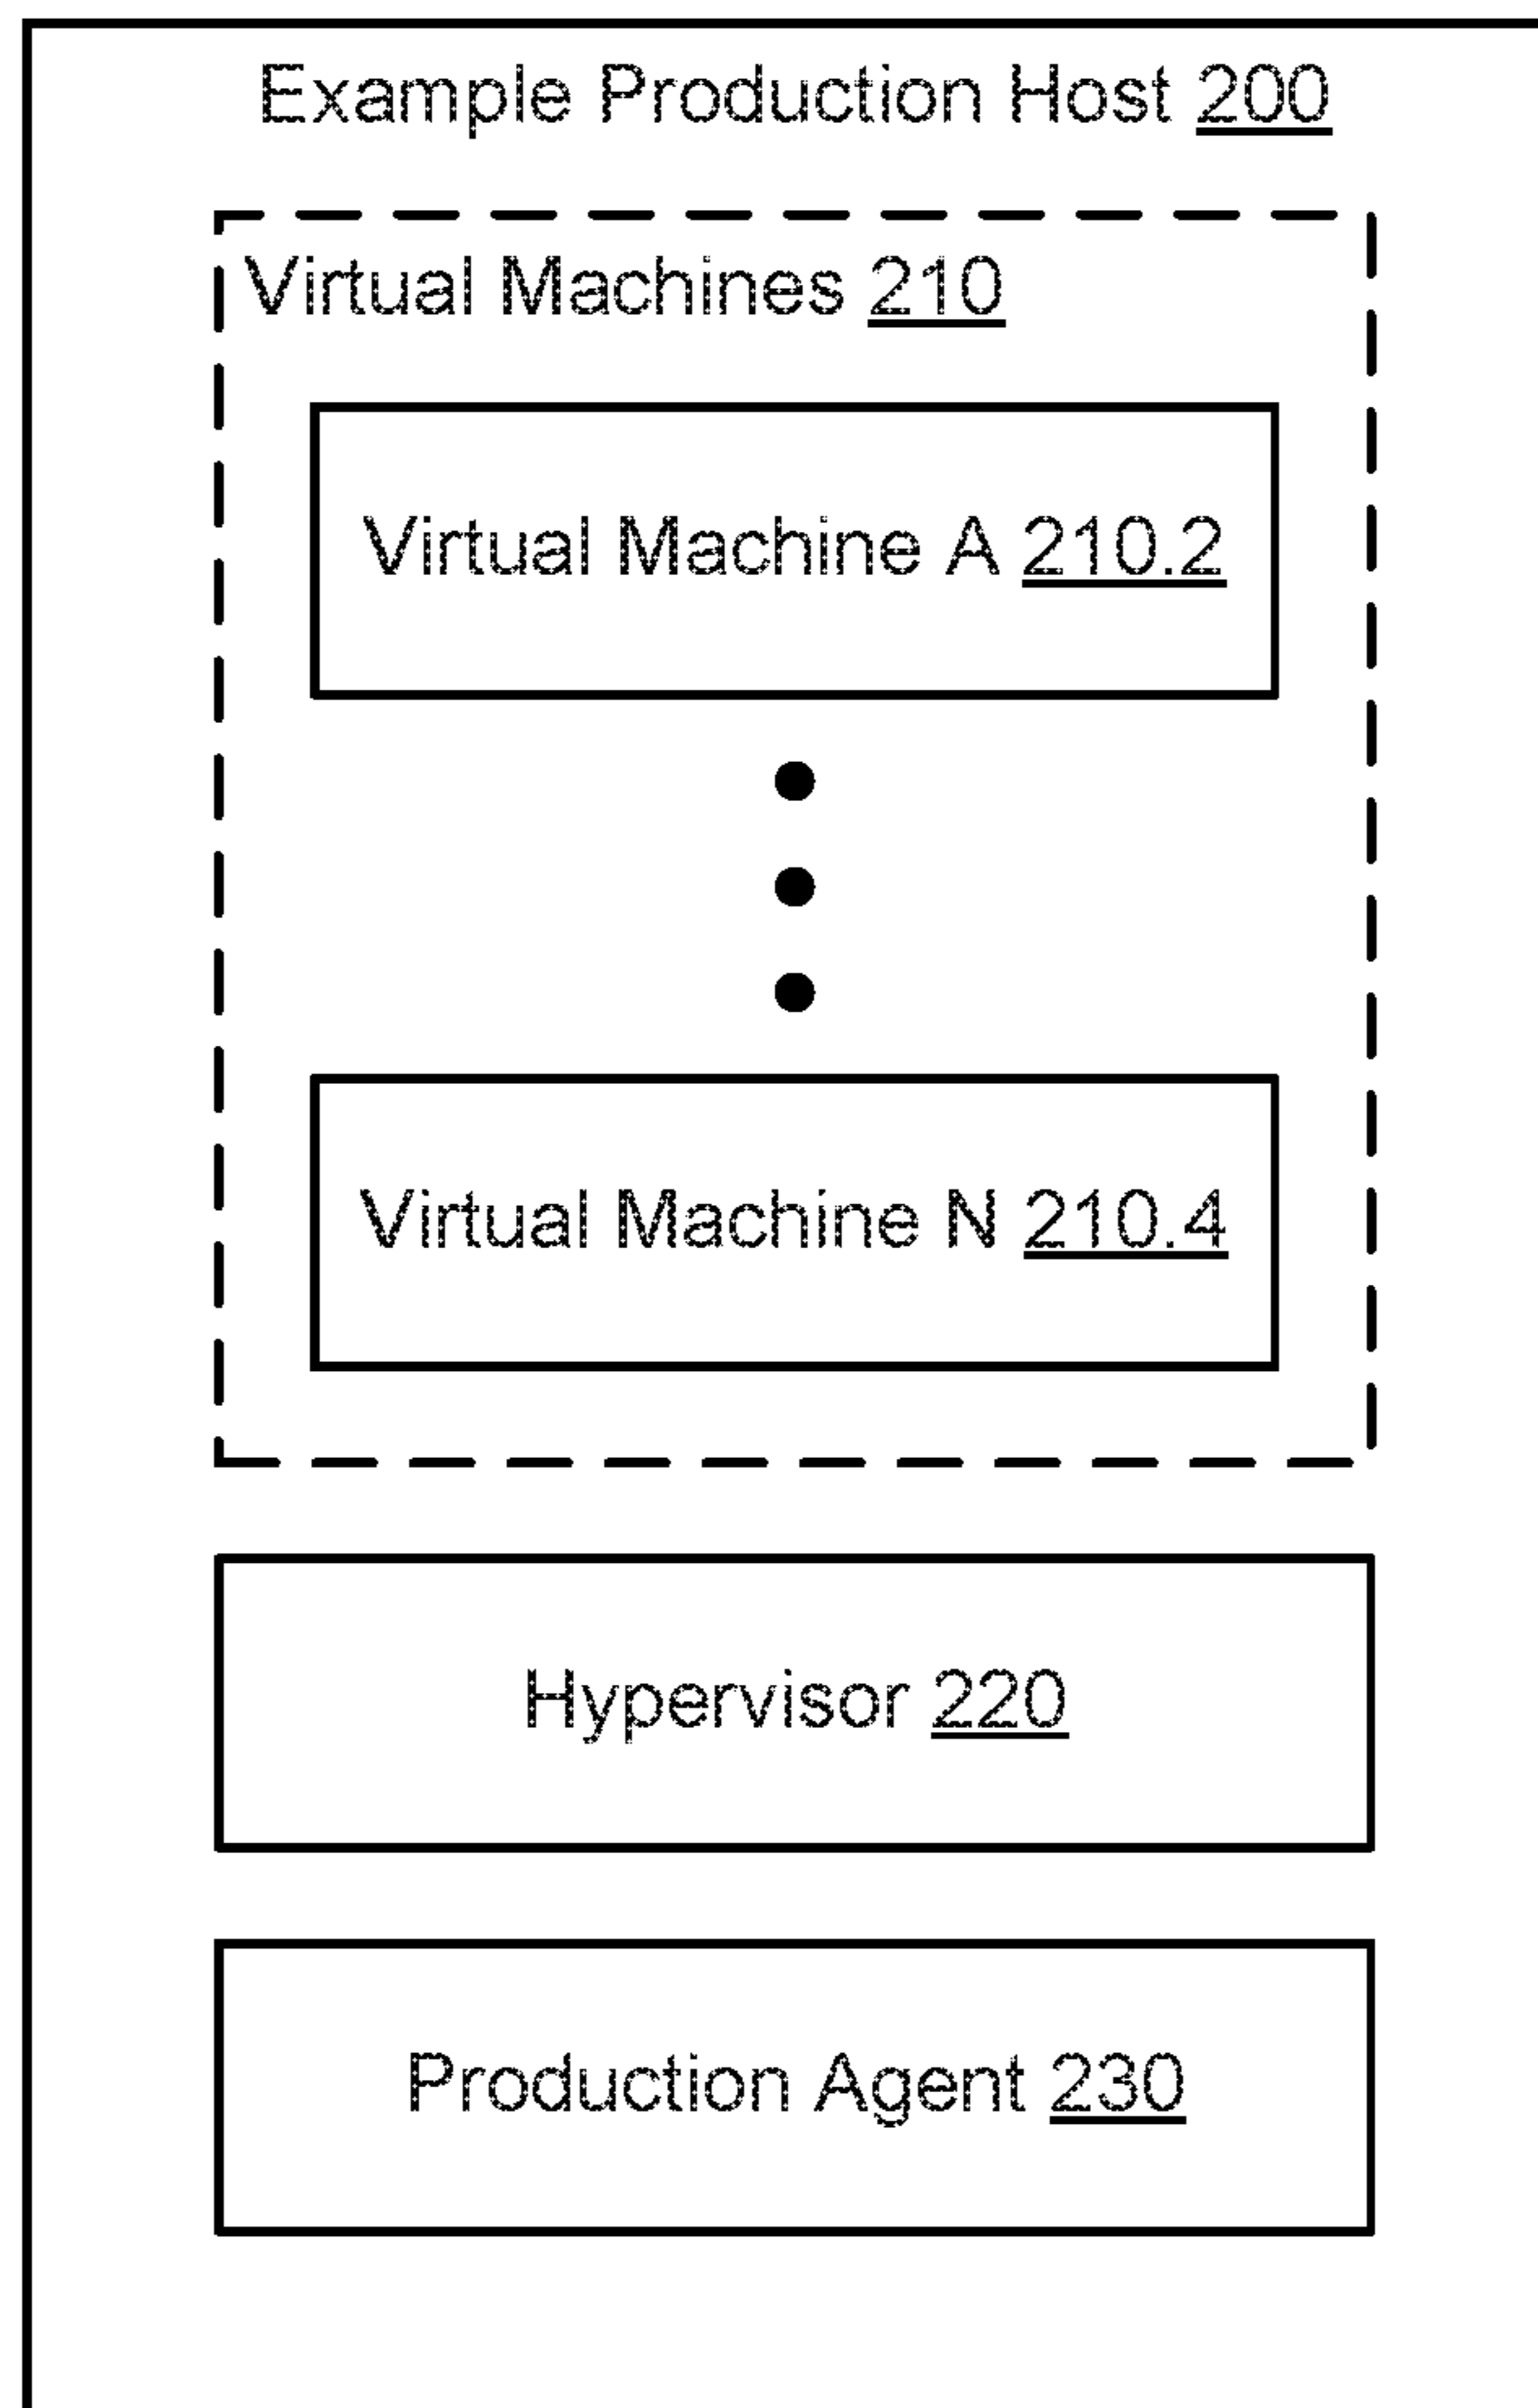 Example Production Host 200
Virtual Machines 210
Virtual Machine A 210.2
Virtual Machine N 210.4
Hypervisor 220
Production Agent 230